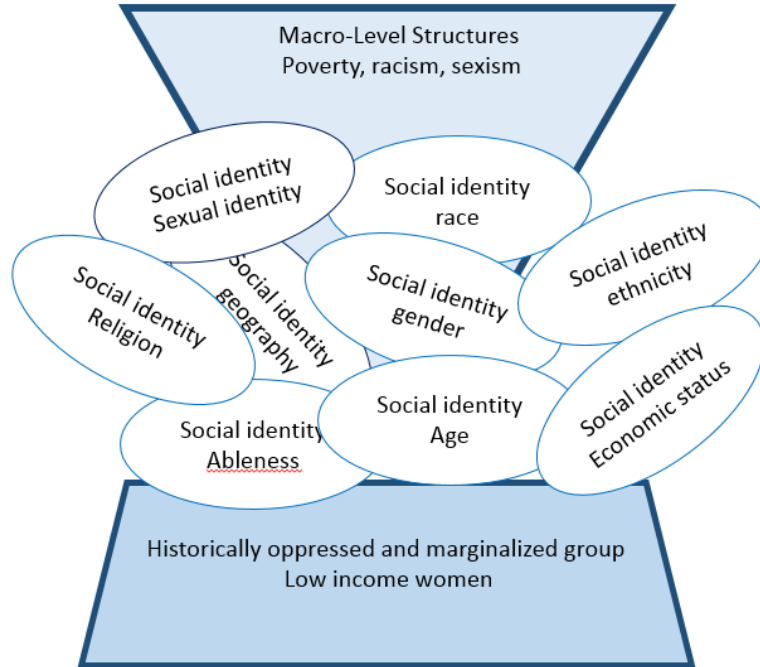 Macro-Level Structures
Poverty, racism, sexism
Social identity
Sexual identity
Social identity
race
Social identity
ethnicity
Social identity
Religion
Social identity
geography
Social identity
gender
Social identity
Economic status
Social identity
Ableness
Social identity
Age
Historically oppressed and marginalized group
Low income women